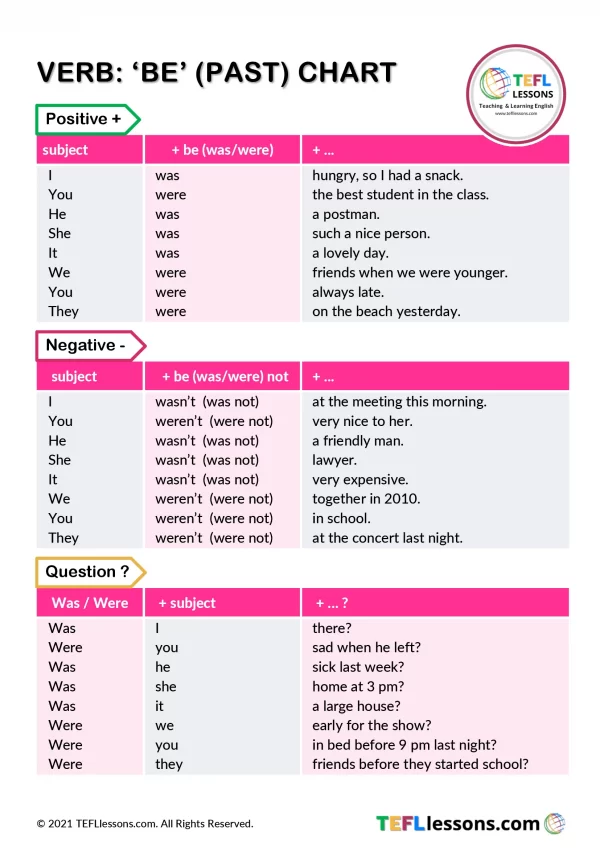 VERB: ‘BE’ (PAST) CHART
TEFL
LESSONS
Teaching & Learning English
www.tefllessons.com
Positive +
subject + be (was/were) + ...
I was hungry, so I had a snack.
You were the best student in the class.
He was a postman.
She was such a nice person.
It was a lovely day.
We were friends when we were younger.
You were always late.
They were on the beach yesterday.
Negative -
subject + be (was/were) not + ...
I wasn’t (was not) at the meeting this morning.
You weren’t (were not) very nice to her.
He wasn’t (was not) a friendly man.
She wasn’t (was not) lawyer.
It wasn’t (was not) very expensive.
We weren’t (were not) together in 2010.
You weren’t (were not) in school.
They weren’t (were not) at the concert last night.
Question ?
Was / Were + subject + ... ?
Was I there?
Were you sad when he left?
Was he sick last week?
Was she home at 3 pm?
Was it a large house?
Were we early for the show?
Were you in bed before 9 pm last night?
Were they friends before they started school?
© 2021 TEFLlessons.com. All Rights Reserved.
TEFLlessons.com